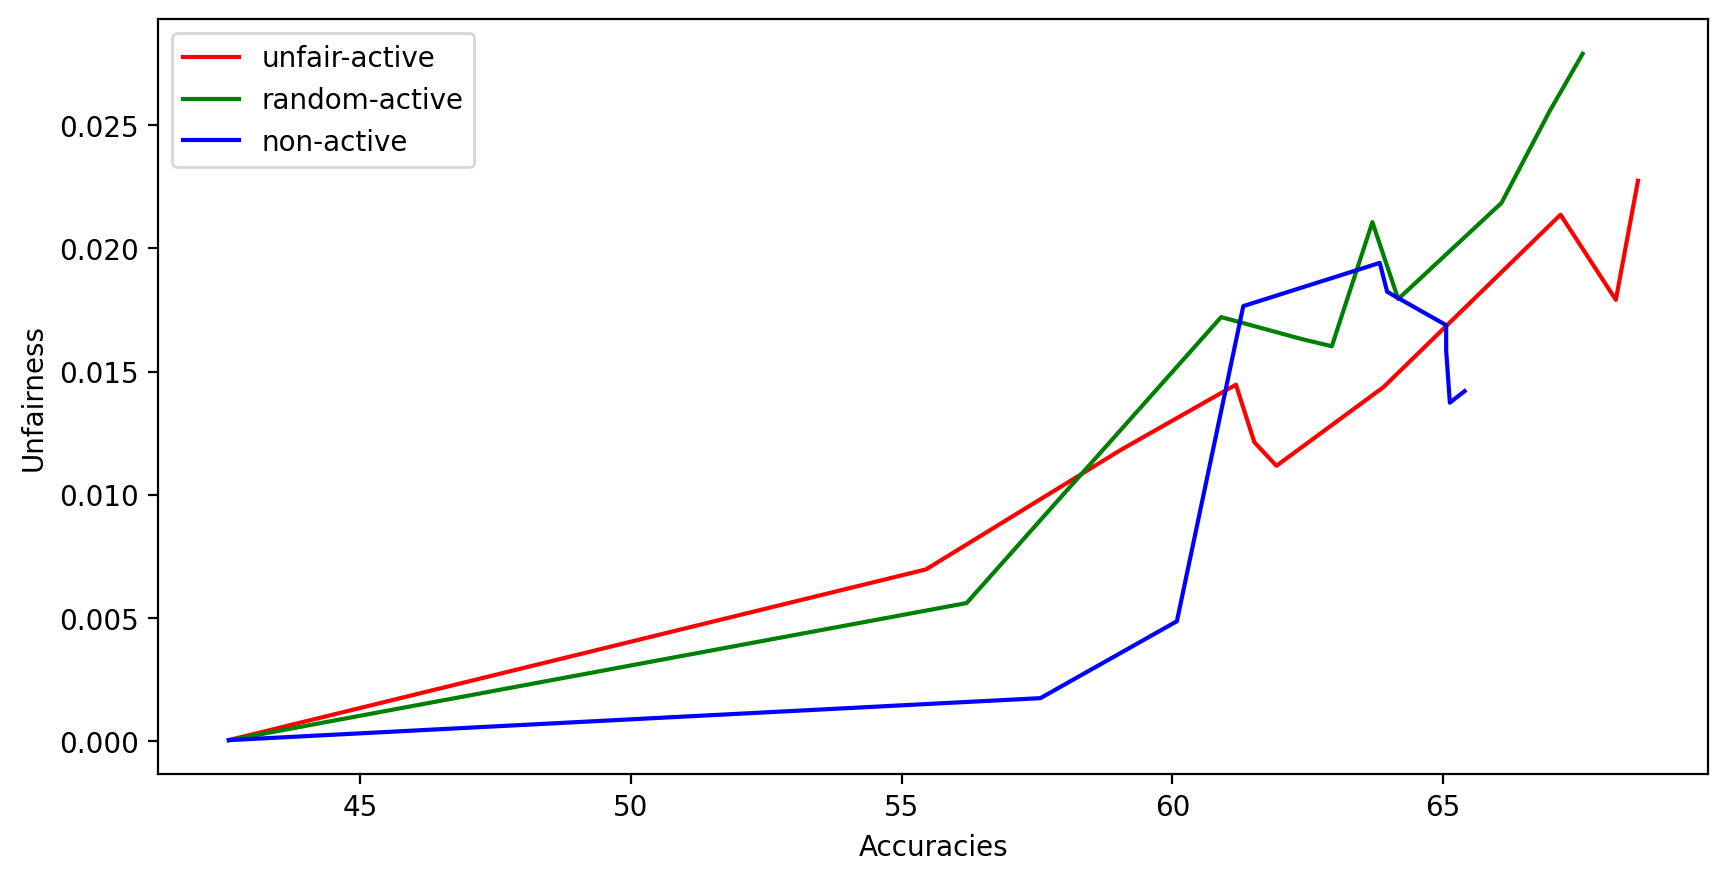 unfair-active
random-active
non-active
0.025
0.020
0.015
0.010
0.005
0.000
Unfairness
45 50 55 60 65
Accuracies